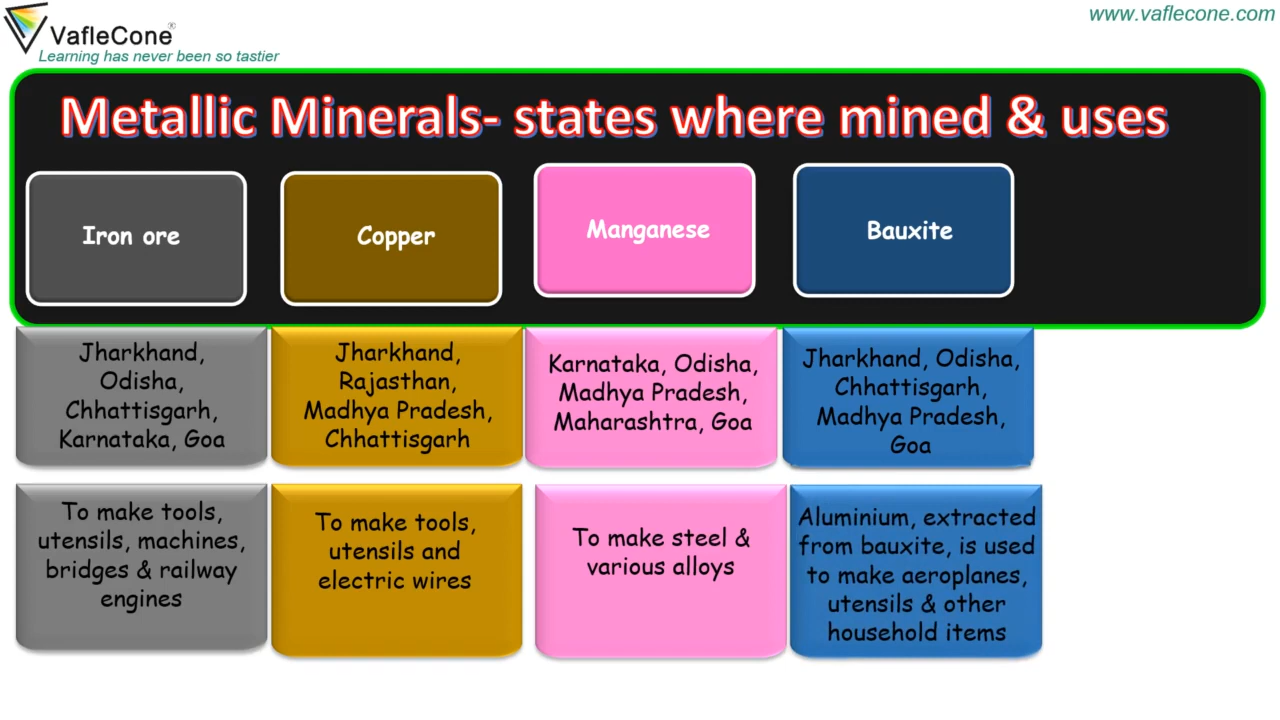 VafleCone®
Learning has never been so tastier
www.vaflecone.com
Metallic Minerals- states where mined & uses
Iron ore
Copper
Manganese
Bauxite
Jharkhand,
Odisha,
Chhattisgarh,
Karnataka, Goa
Jharkhand,
Rajasthan,
Madhya Pradesh,
Chhattisgarh
Karnataka, Odisha,
Madhya Pradesh,
Maharashtra, Goa
Jharkhand, Odisha,
Chhattisgarh,
Madhya Pradesh,
Goa
To make tools,
utensils, machines,
bridges & railway
engines
To make tools,
utensils and
electric wires
To make steel &
various alloys
Aluminium, extracted
from bauxite, is used
to make aeroplanes,
utensils & other
household items